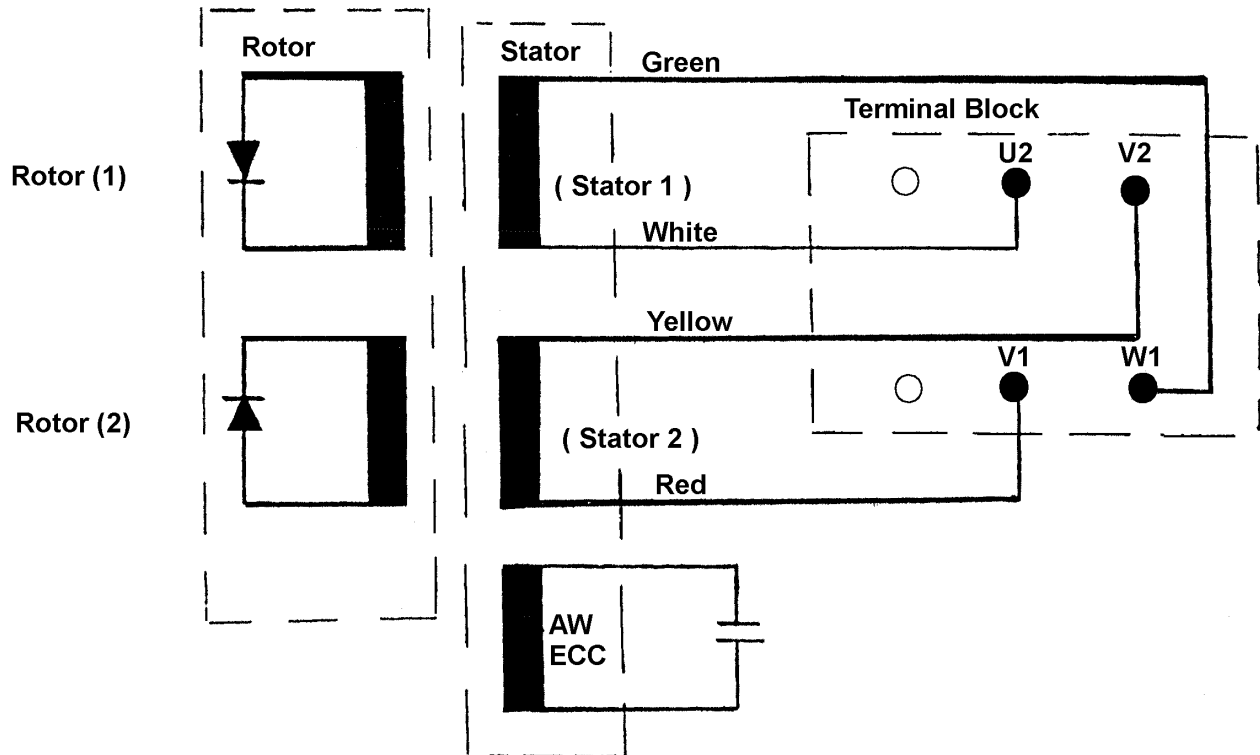 Rotor
Stator
Green
Terminal Block
U2
V2
Rotor (1)
( Stator 1 )
White
Yellow
V1
W1
Rotor (2)
( Stator 2 )
Red
AW
ECC